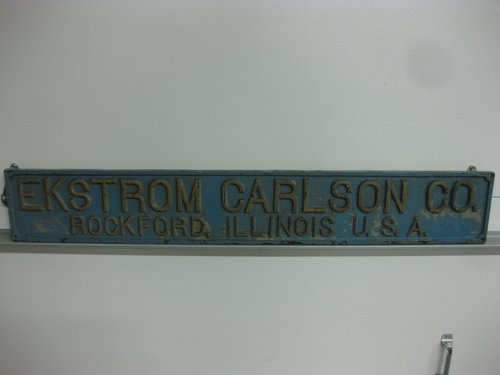 EKSTROM CARLSON CO.
ROCKFORD, ILLINOIS U. S. A.